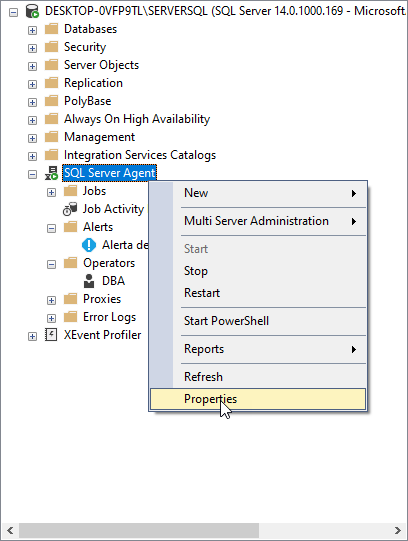 DESKTOP-0VFP9TL\SERVERSQL (SQL Server 14.0.1000.169 - Microsoft
Databases
Security
Server Objects
Replication
PolyBase
Always On High Availability
Management
Integration Services Catalogs
SQL Server Agent
Jobs
Job Activity
Alerts
Alerta de
Operators
DBA
Proxies
Error Logs
XEvent Profiler
New
Multi Server Administration
Start
Stop
Restart
Start PowerShell
Reports
Refresh
Properties